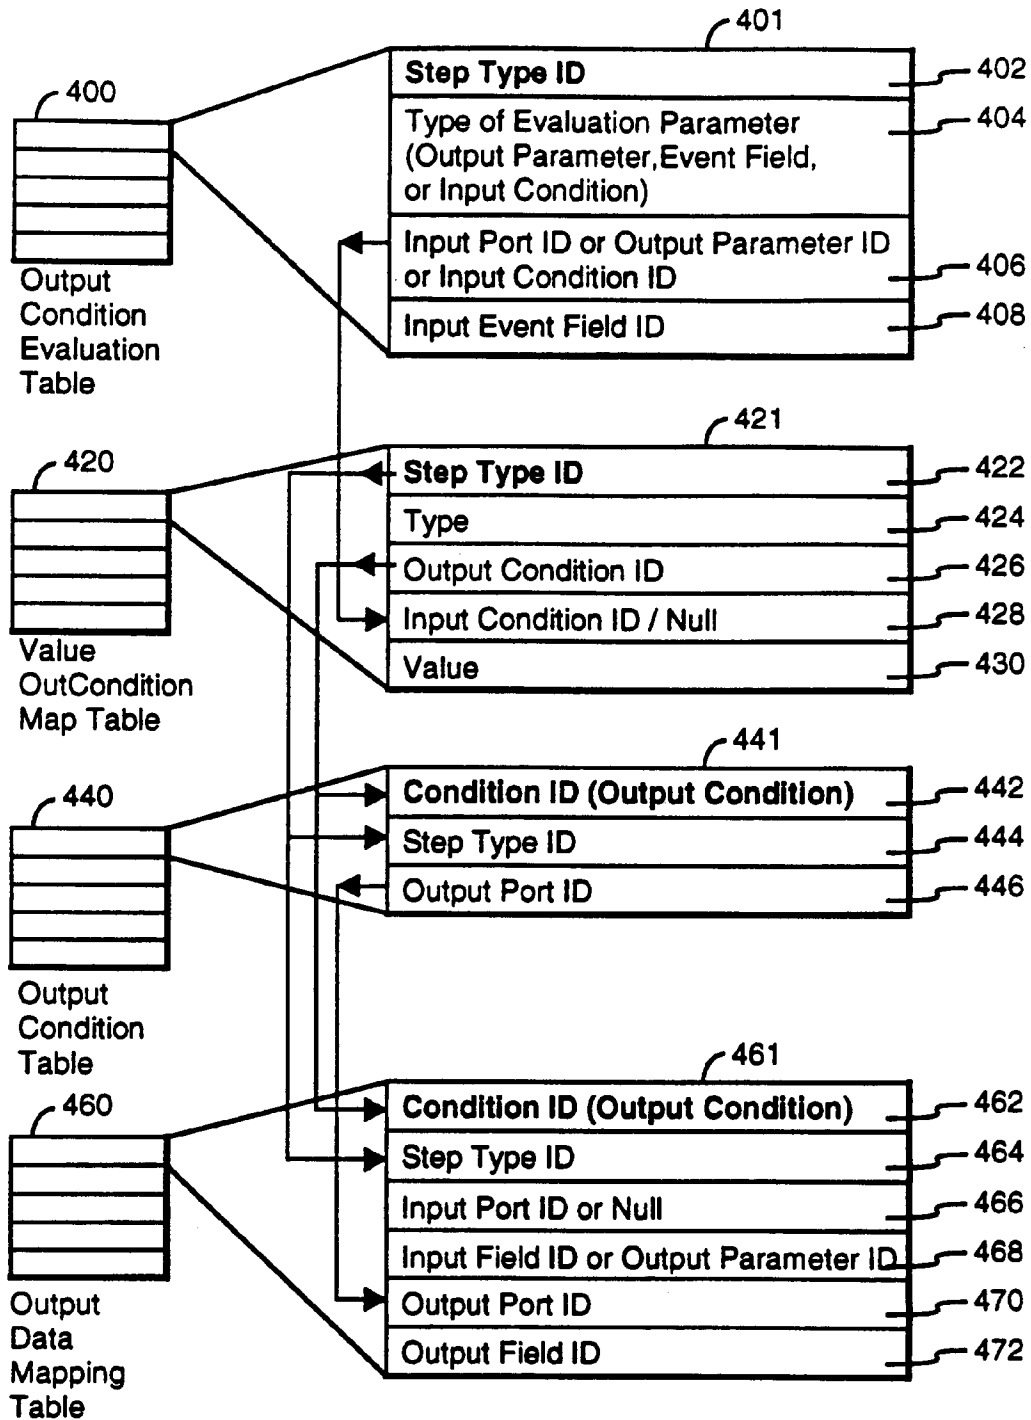 401
400
Step Type ID
402
Type of Evaluation Parameter
(Output Parameter,Event Field,
or Input Condition)
404
Input Port ID or Output Parameter ID
or Input Condition ID
406
Input Event Field ID
408
Output
Condition
Evaluation
Table
421
420
Step Type ID
422
Type
424
Output Condition ID
426
Input Condition ID / Null
428
Value
430
Value
OutCondition
Map Table
441
440
Condition ID (Output Condition)
442
Step Type ID
444
Output Port ID
446
Output
Condition
Table
461
460
Condition ID (Output Condition)
462
Step Type ID
464
Input Port ID or Null
466
Input Field ID or Output Parameter ID
468
Output Port ID
470
Output Field ID
472
Output
Data
Mapping
Table